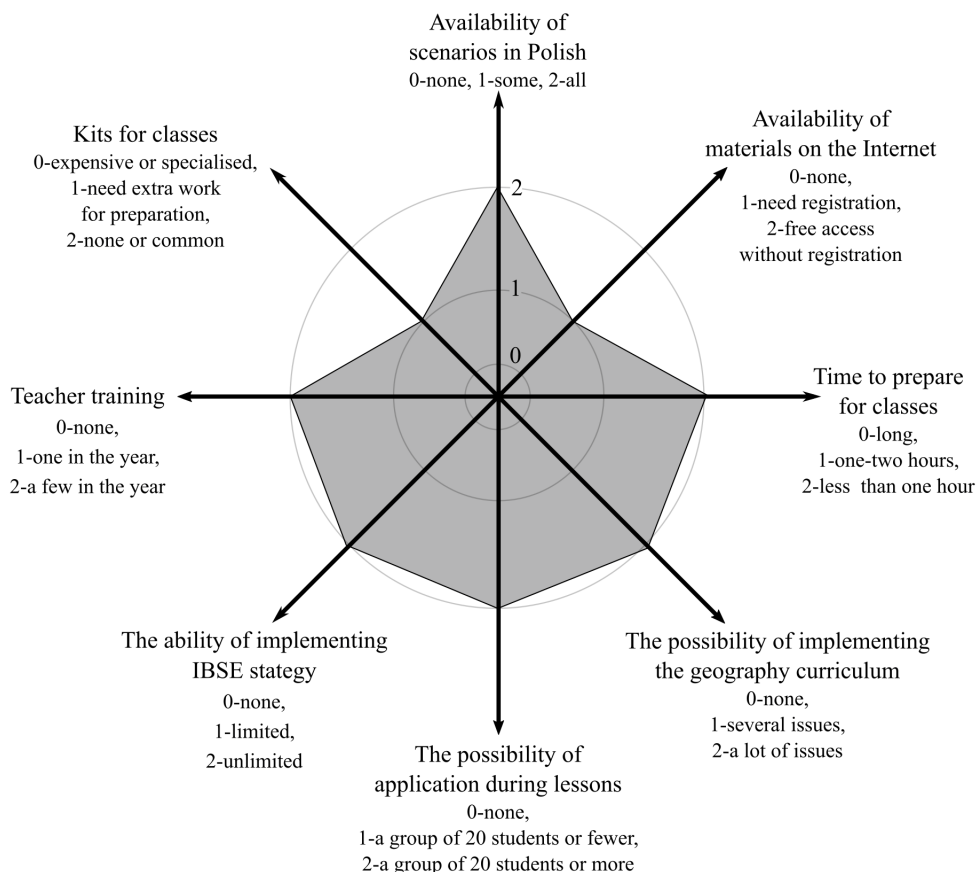 Availability of
scenarios in Polish
0-none, 1-some, 2-all
Kits for classes
0-expensive or specialised,
1-need extra work
for preparation,
2-none or common
Availability of
materials on the Internet
0-none,
1-need registration,
2-free access
without registration
2
1
0
Teacher training
0-none,
1-one in the year,
2-a few in the year
Time to prepare
for classes
0-long,
1-one-two hours,
2-less than one hour
The ability of implementing
IBSE stategy
0-none,
1-limited,
2-unlimited
The possibility of implementing
the geography curriculum
0-none,
1-several issues,
2-a lot of issues
The possibility of
application during lessons
0-none,
1-a group of 20 students or fewer,
2-a group of 20 students or more